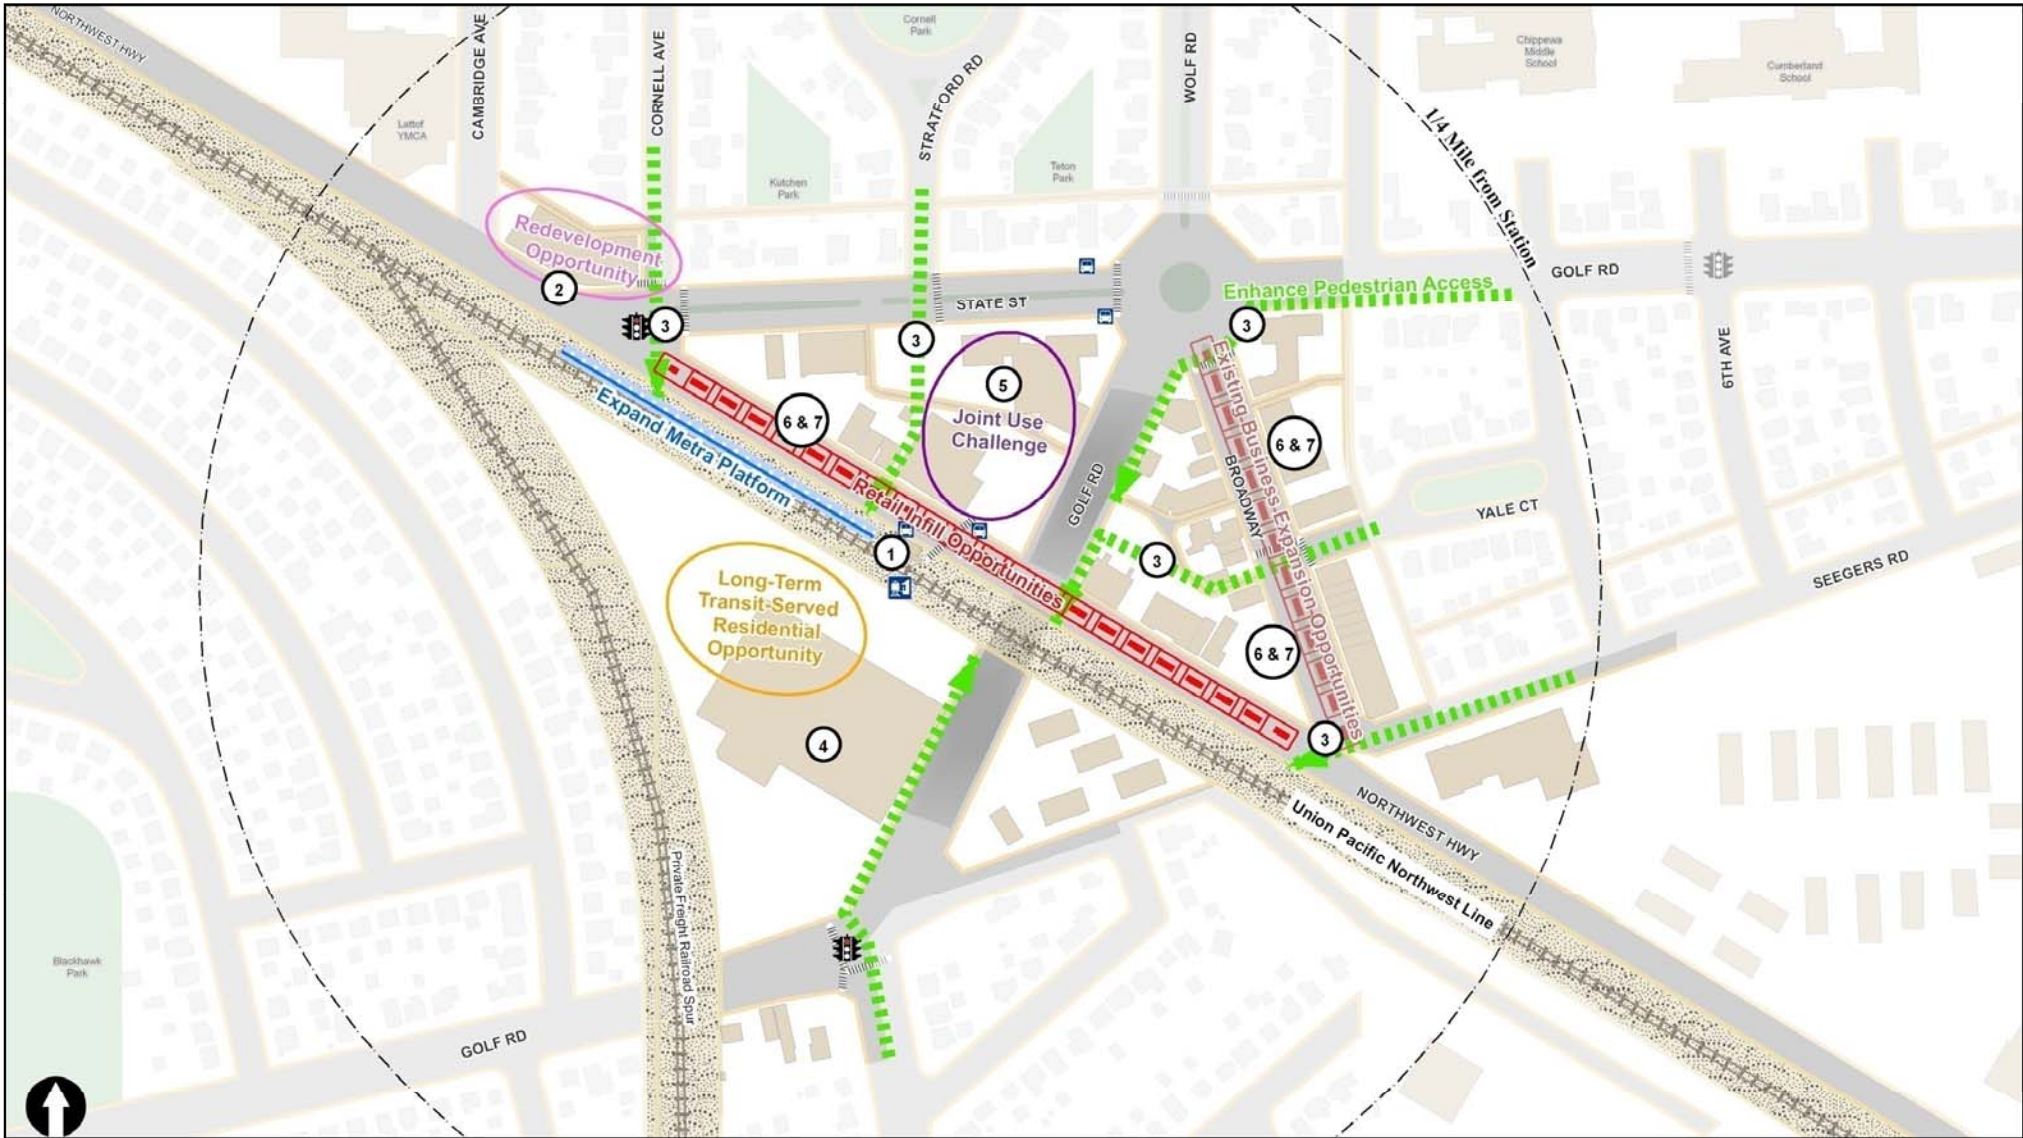 NORTHWEST HWY
CAMBRIDGE AVE
CORNELL AVE
Cornell
Park
STRATFORD RD
WOLF RD
Chippewa
Middle
School
Cumberland
School
Lattof
YMCA
Kutchen
Park
Teton
Park
1/4 Mile from Station
Redevelopment
Opportunity
2
3
STATE ST
Enhance Pedestrian Access
GOLF RD
6TH AVE
3
3
5
Joint Use
Challenge
6 & 7
6 & 7
Expand Metra Platform
Retail Infill Opportunities
GOLF RD
BROADWAY
Existing Business Expansion Opportunities
YALE CT
SEEGERS RD
1
3
Long-Term
Transit-Served
Residential
Opportunity
6 & 7
4
3
NORTHWEST HWY
Union Pacific Northwest Line
Private Freight Railroad Spur
Blackhawk
Park
GOLF RD